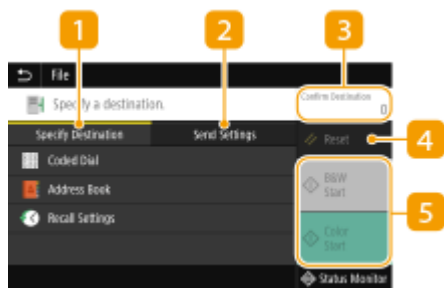 1
2
3
File
Specify a destination.
Confirm Destination
0
Specify Destination
Send Settings
Reset
4
Coded Dial
Address Book
Recall Settings
B&W
Start
5
Color
Start
Status Monitor